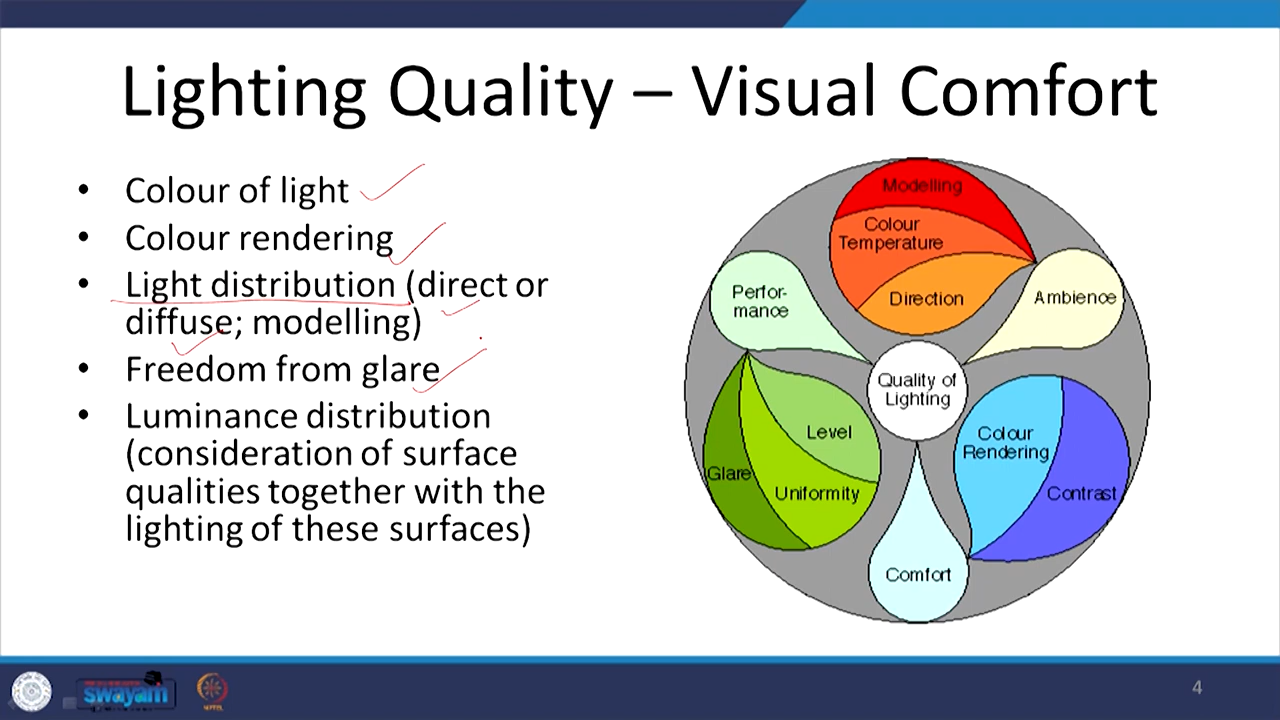 Lighting Quality – Visual Comfort
• Colour of light
• Colour rendering
• Light distribution (direct or
diffuse; modelling)
• Freedom from glare
• Luminance distribution
(consideration of surface
qualities together with the
lighting of these surfaces)
Modelling
Colour
Temperature
Direction
Perfor-
mance
Ambience
Quality of
Lighting
Level
Glare
Uniformity
Colour
Rendering
Contrast
Comfort
swayam
4